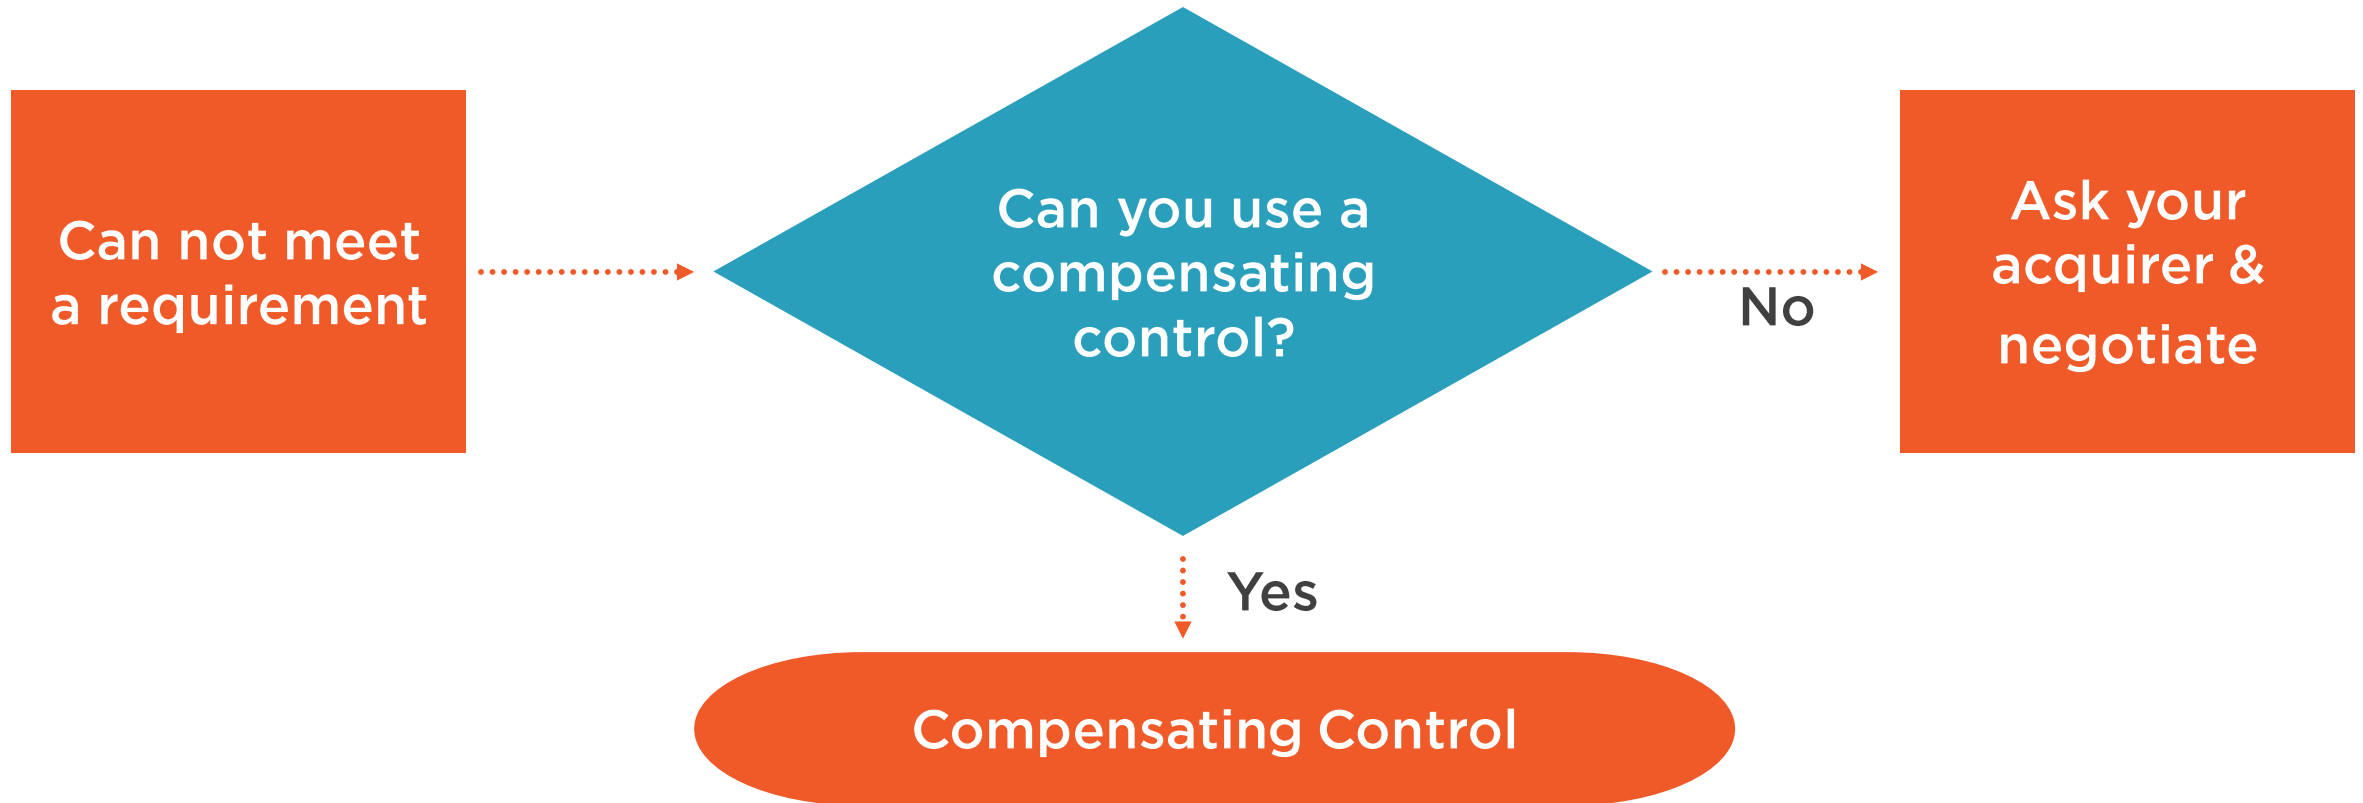 Can not meet
a requirement
Can you use a
compensating
control?
No
Ask your
acquirer &
negotiate
Yes
Compensating Control